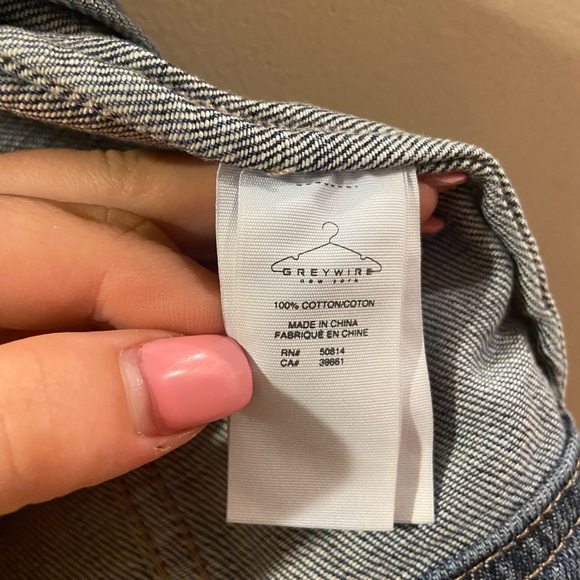 GREYWIRE
new york
100% COTTON/COTON
MADE IN CHINA
FABRIQUÉ EN CHINE
RN# 50814
CA# 39861